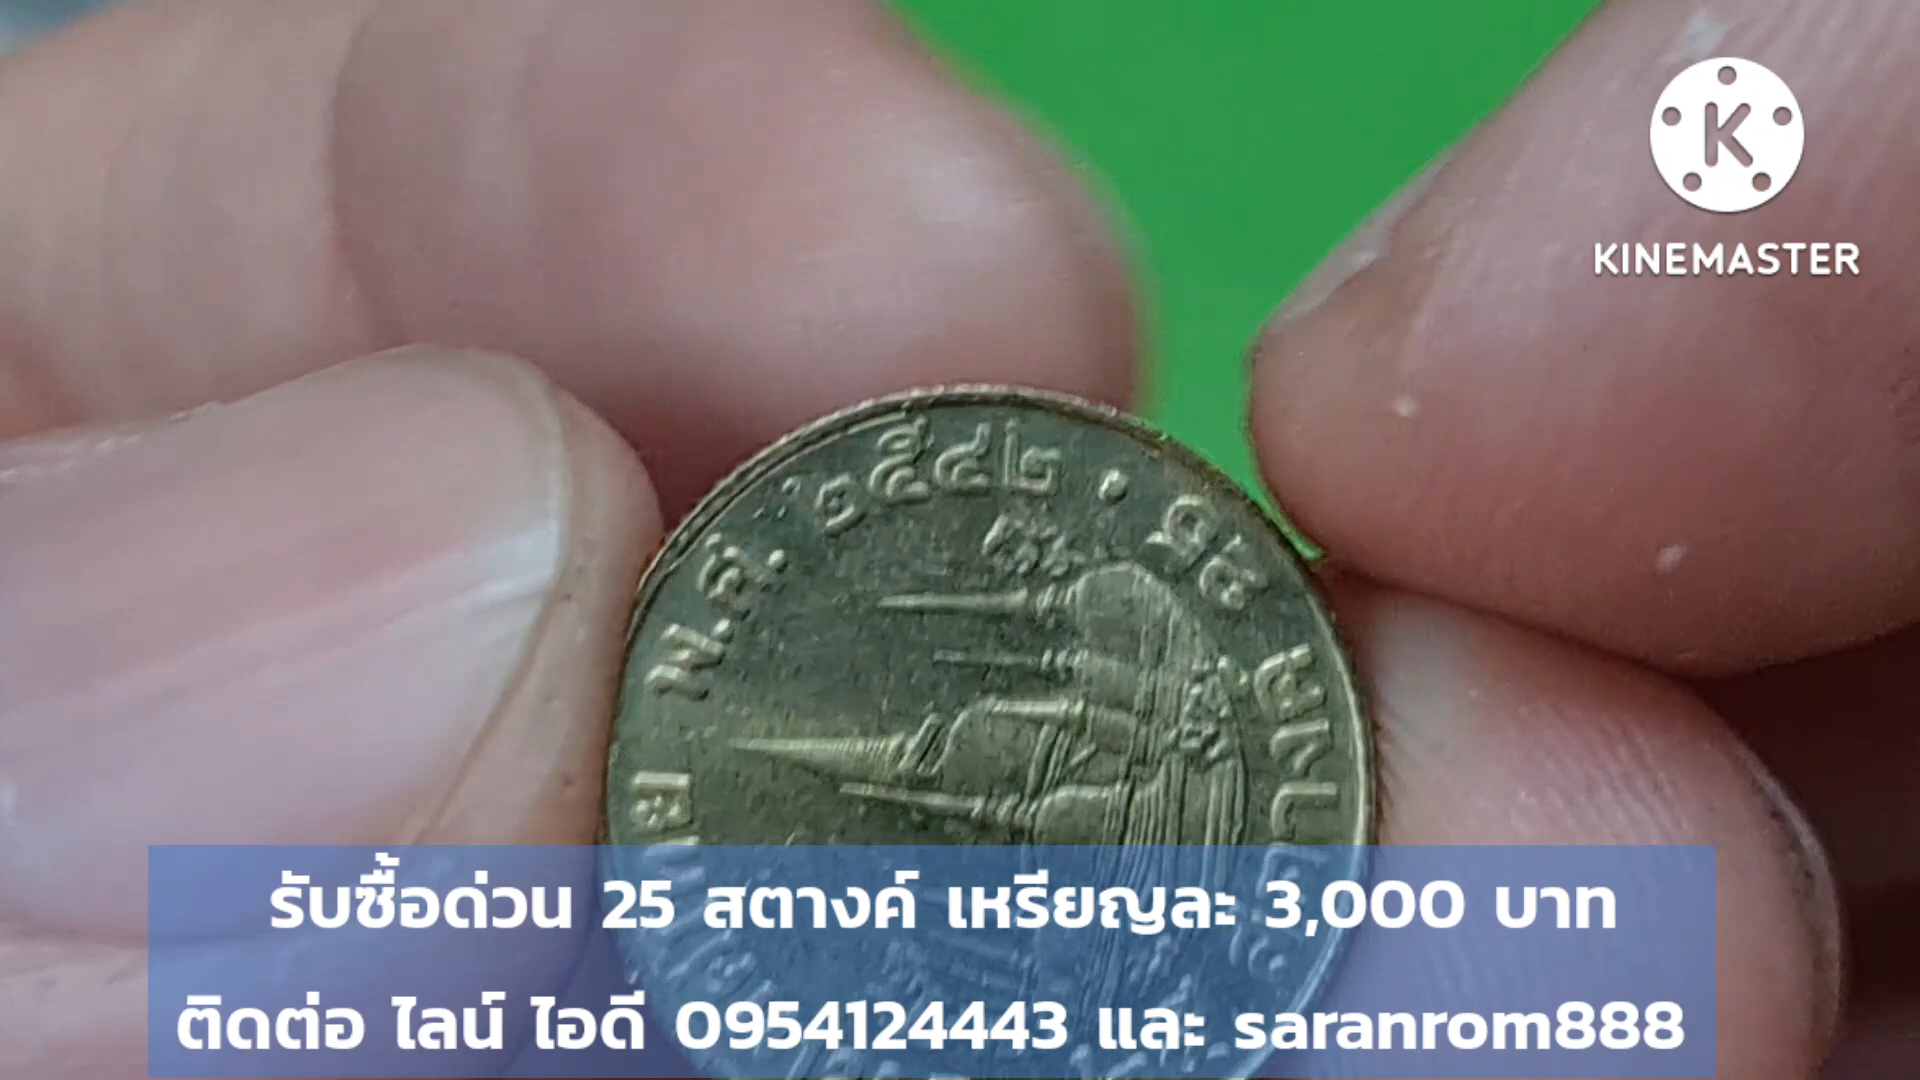 KINEMASTER
พ.ศ. ๒๕๔๒ •
รับซื้อด่วน 25 สตางค์ เหรียญละ 3,000 บาท
ติดต่อ ไลน์ ไอดี 0954124443 และ saranrom888